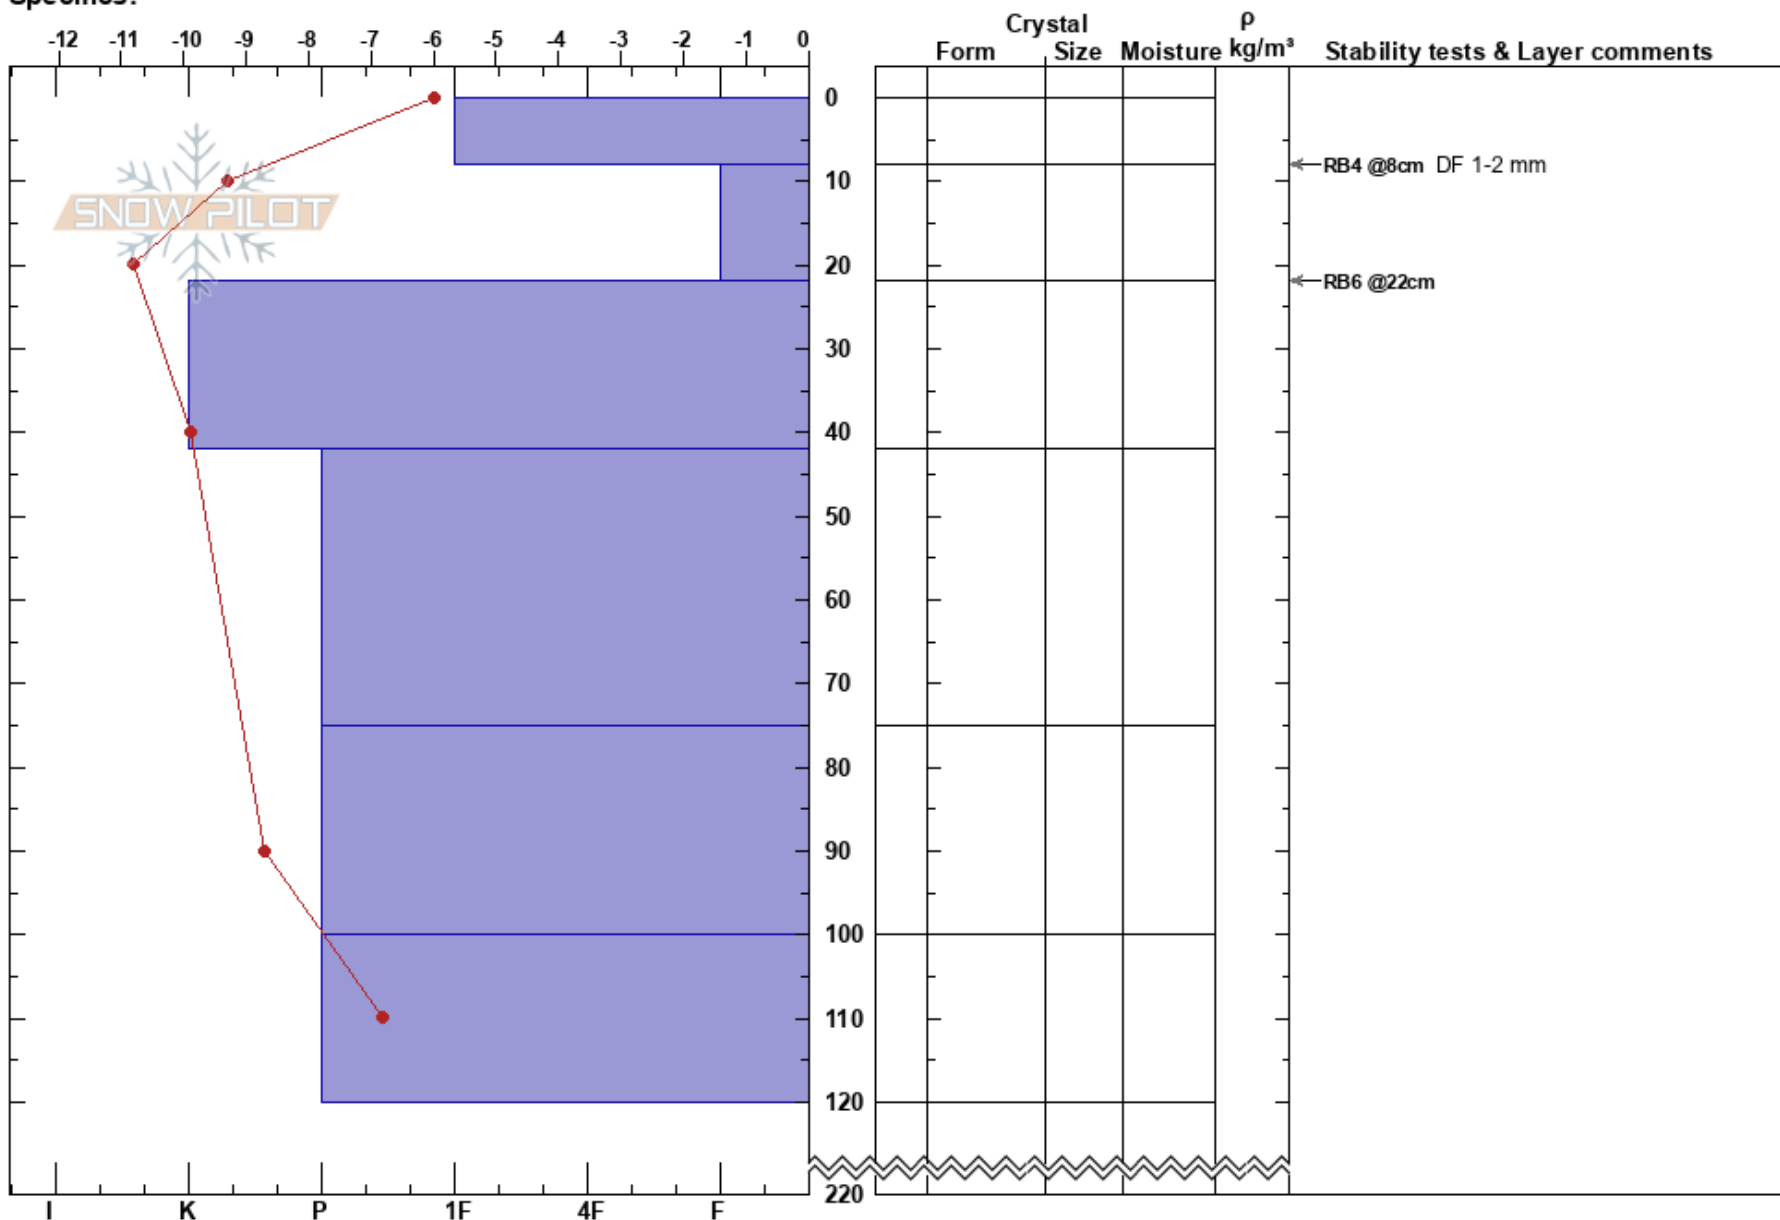 Specifics:
Crystal ρ
-12 -11 -10 -9 -8 -7 -6 -5 -4 -3 -2 -1 0
Form Size Moisture kg/m³ Stability tests & Layer comments
0
RB4 @8cm DF 1-2 mm
10
SNOW PILOT
20
RB6 @22cm
30
40
50
60
70
80
90
100
110
120
220
I K P 1F 4F F